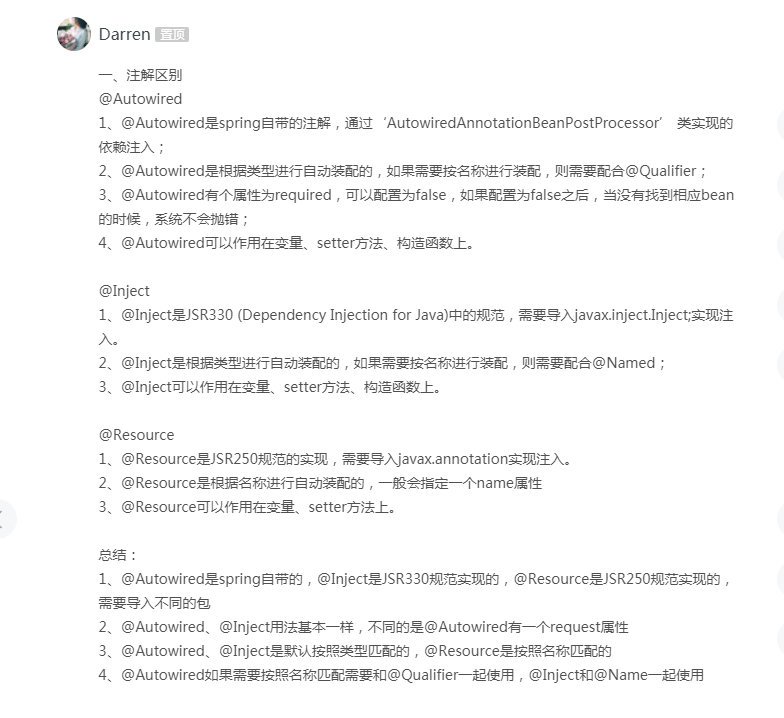 Darren 置顶
一、注解区别
@Autowired
1、@Autowired是spring自带的注解，通过‘AutowiredAnnotationBeanPostProcessor’ 类实现的
依赖注入；
2、@Autowired是根据类型进行自动装配的，如果需要按名称进行装配，则需要配合@Qualifier；
3、@Autowired有个属性为required，可以配置为false，如果配置为false之后，当没有找到相应bean
的时候，系统不会抛错；
4、@Autowired可以作用在变量、setter方法、构造函数上。
@Inject
1、@Inject是JSR330 (Dependency Injection for Java)中的规范，需要导入javax.inject.Inject;实现注
入。
2、@Inject是根据类型进行自动装配的，如果需要按名称进行装配，则需要配合@Named；
3、@Inject可以作用在变量、setter方法、构造函数上。
@Resource
1、@Resource是JSR250规范的实现，需要导入javax.annotation实现注入。
2、@Resource是根据名称进行自动装配的，一般会指定一个name属性
3、@Resource可以作用在变量、setter方法上。
总结：
1、@Autowired是spring自带的，@Inject是JSR330规范实现的，@Resource是JSR250规范实现的，
需要导入不同的包
2、@Autowired、@Inject用法基本一样，不同的是@Autowired有一个request属性
3、@Autowired、@Inject是默认按照类型匹配的，@Resource是按照名称匹配的
4、@Autowired如果需要按照名称匹配需要和@Qualifier一起使用，@Inject和@Name一起使用